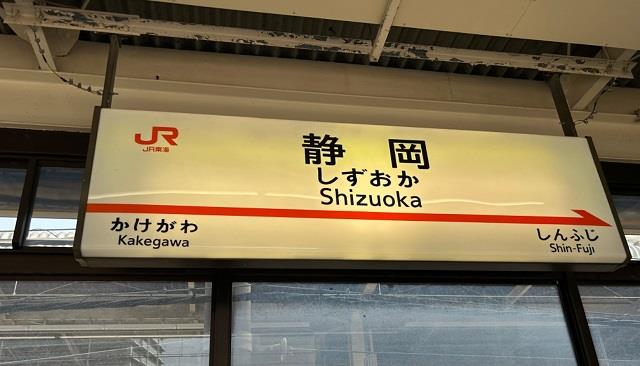 JR
JR東海
静岡
しずおか
Shizuoka
かけがわ
Kakegawa
しんふじ
Shin-Fuji